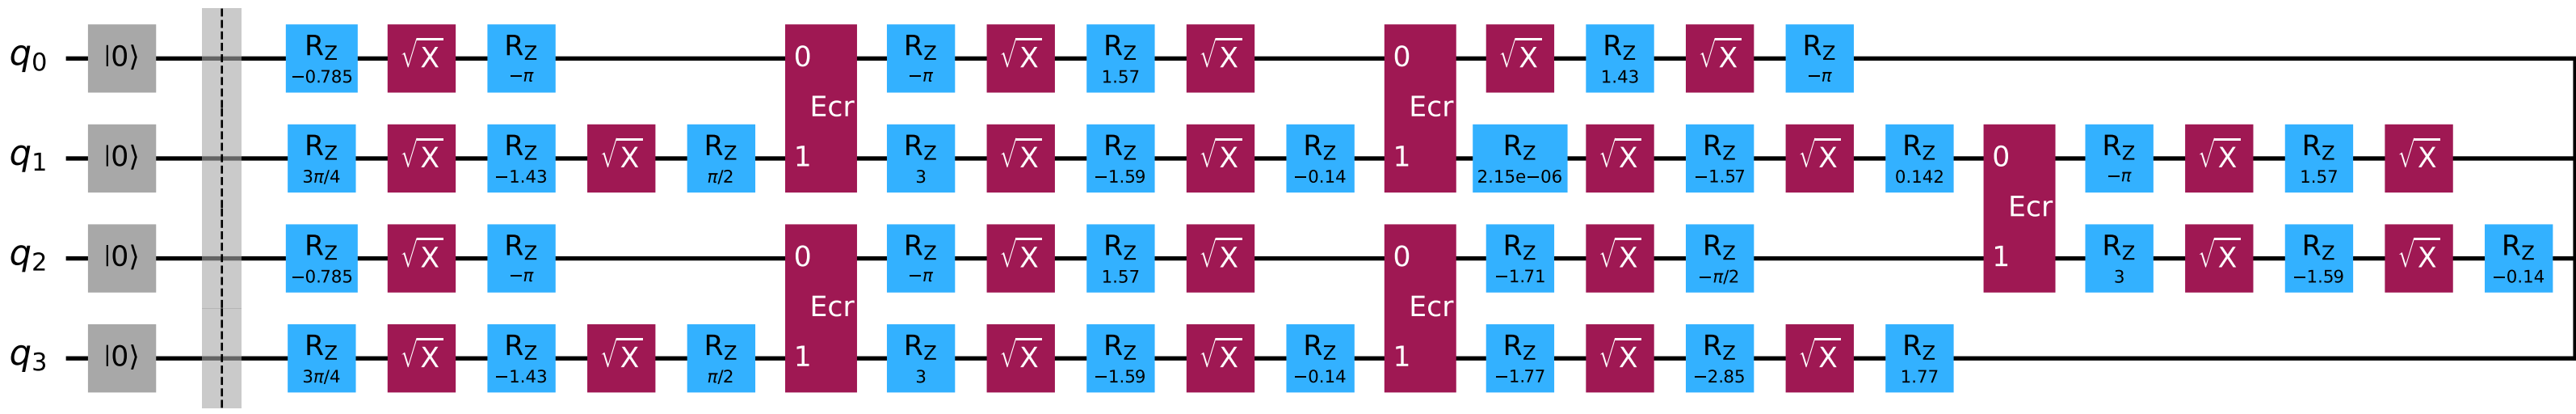 q0 |0⟩ RZ −0.785 √X RZ −π 0 RZ −π √X RZ 1.57 √X 0 √X RZ 1.43 √X RZ −π
Ecr Ecr
q1 |0⟩ RZ 3π/4 √X RZ −1.43 √X RZ π/2 1 RZ 3 √X RZ −1.59 √X RZ −0.14 1 RZ 2.15e−06 √X RZ −1.57 √X RZ 0.142 0 RZ −π √X RZ 1.57 √X
Ecr
q2 |0⟩ RZ −0.785 √X RZ −π 0 RZ −π √X RZ 1.57 √X 0 RZ −1.71 √X RZ −π/2 1 RZ 3 √X RZ −1.59 √X RZ −0.14
Ecr Ecr
q3 |0⟩ RZ 3π/4 √X RZ −1.43 √X RZ π/2 1 RZ 3 √X RZ −1.59 √X RZ −0.14 1 RZ −1.77 √X RZ −2.85 √X RZ 1.77